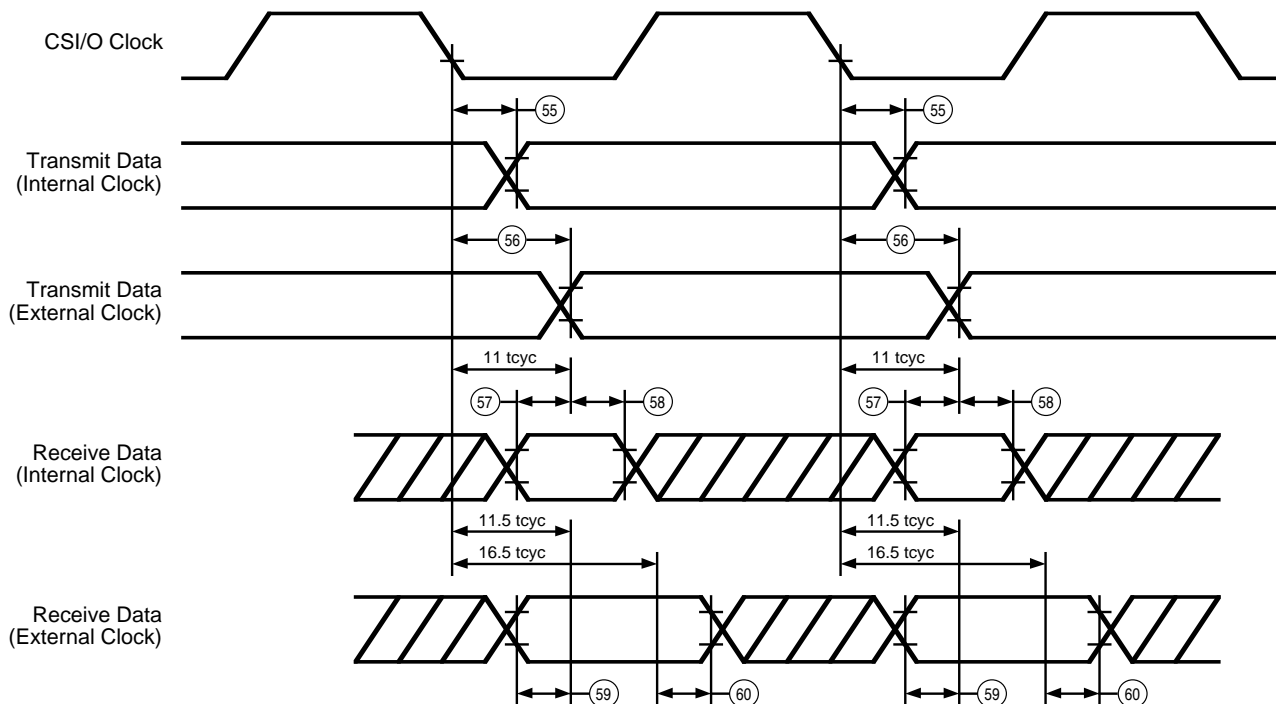 CSI/O Clock
55
55
Transmit Data
(Internal Clock)
56
56
Transmit Data
(External Clock)
11 tcyc
11 tcyc
57
58
57
58
Receive Data
(Internal Clock)
11.5 tcyc
11.5 tcyc
16.5 tcyc
16.5 tcyc
Receive Data
(External Clock)
59
60
59
60